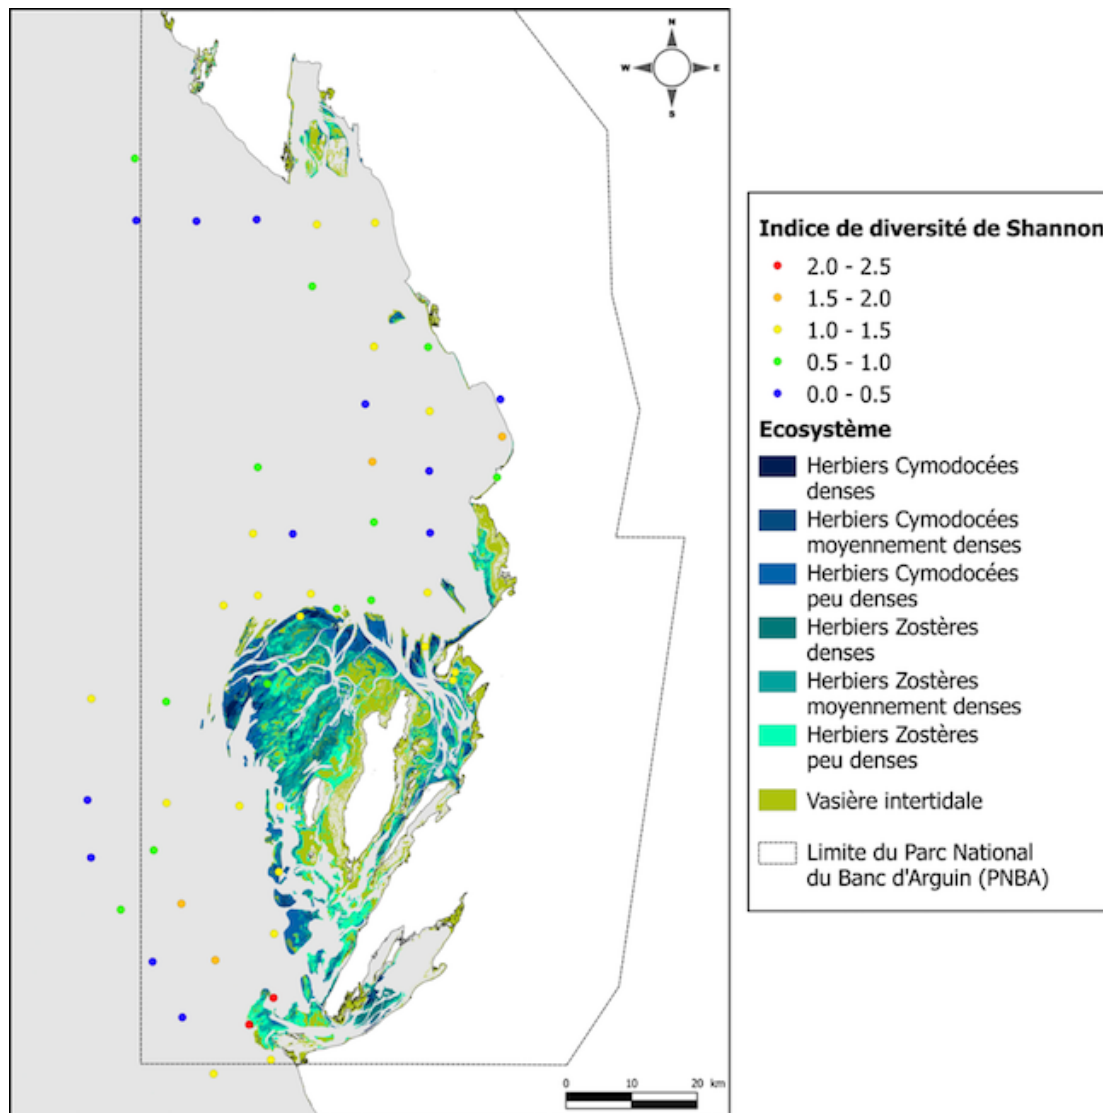 N
W
E
S
Indice de diversité de Shannon
2.0 - 2.5
1.5 - 2.0
1.0 - 1.5
0.5 - 1.0
0.0 - 0.5
Ecosystème
Herbiers Cymodocées
denses
Herbiers Cymodocées
moyennement denses
Herbiers Cymodocées
peu denses
Herbiers Zostères
denses
Herbiers Zostères
moyennement denses
Herbiers Zostères
peu denses
Vasière intertidale
Limite du Parc National
du Banc d'Arguin (PNBA)
0 10 20 km